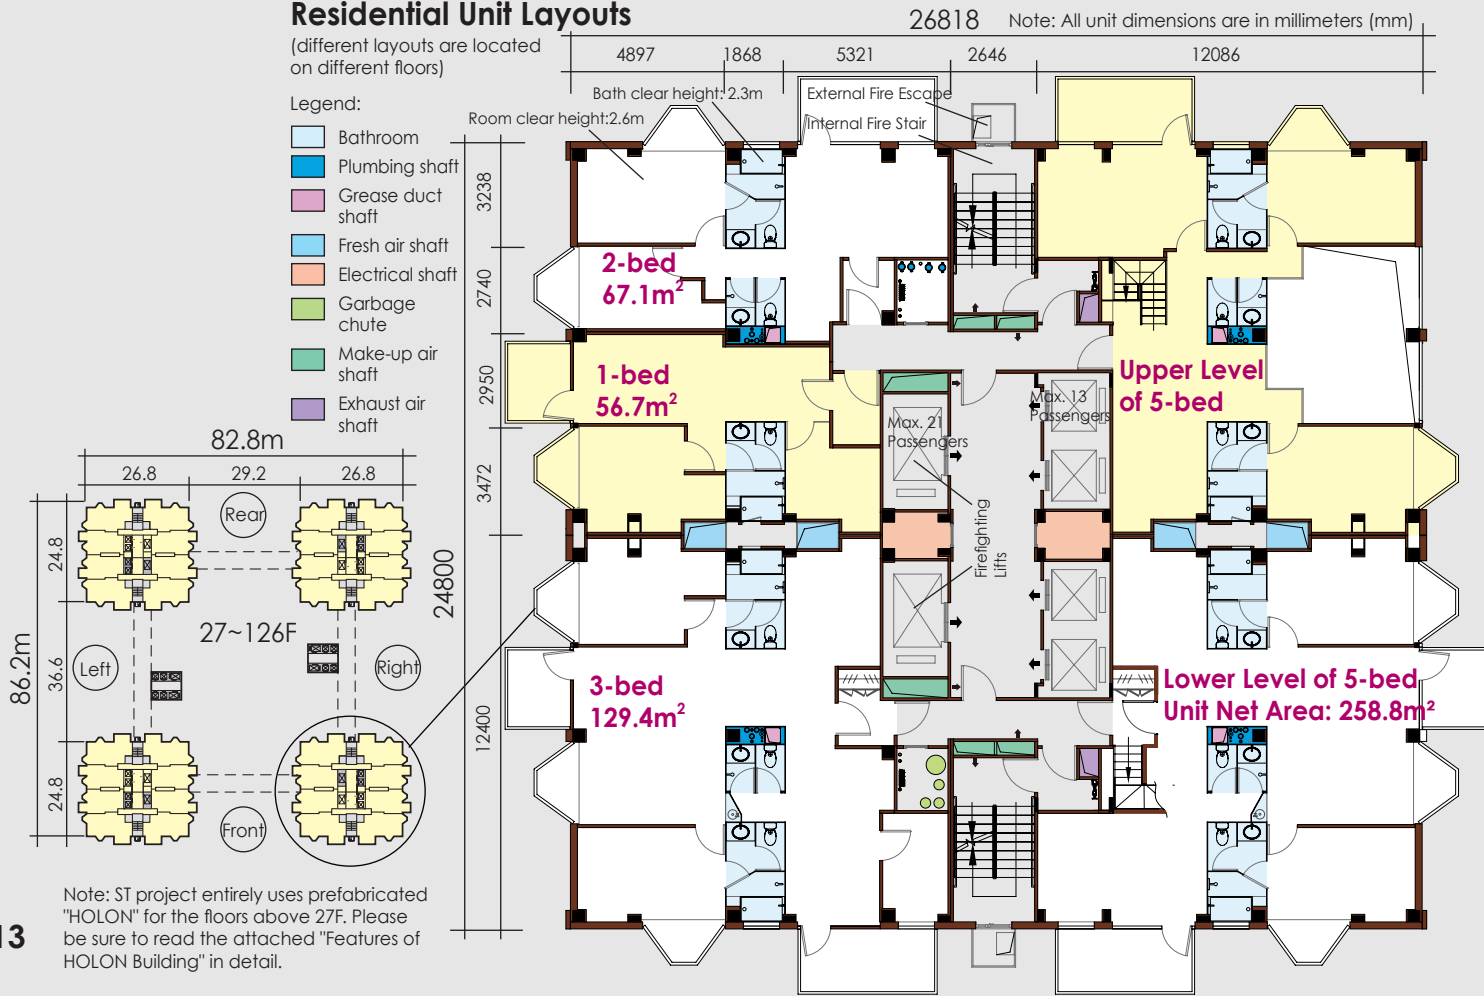 Residential Unit Layouts
(different layouts are located
on different floors)
26818
Note: All unit dimensions are in millimeters (mm)
4897
1868
5321
2646
12086
Legend:
Bathroom
Plumbing shaft
Grease duct
shaft
Fresh air shaft
Electrical shaft
Garbage
chute
Make-up air
shaft
Exhaust air
shaft
Bath clear height: 2.3m
Room clear height:2.6m
External Fire Escape
Internal Fire Stair
3238
2740
2950
3472
12400
24800
2-bed
67.1m²
1-bed
56.7m²
Upper Level
of 5-bed
Max. 21
Passengers
Max. 13
Passengers
Firefighting
Lifts
3-bed
129.4m²
Lower Level of 5-bed
Unit Net Area: 258.8m²
82.8m
26.8
29.2
26.8
86.2m
24.8
36.6
24.8
Rear
Left
27~126F
Right
Front
Note: ST project entirely uses prefabricated
"HOLON" for the floors above 27F. Please
be sure to read the attached "Features of
HOLON Building" in detail.
13